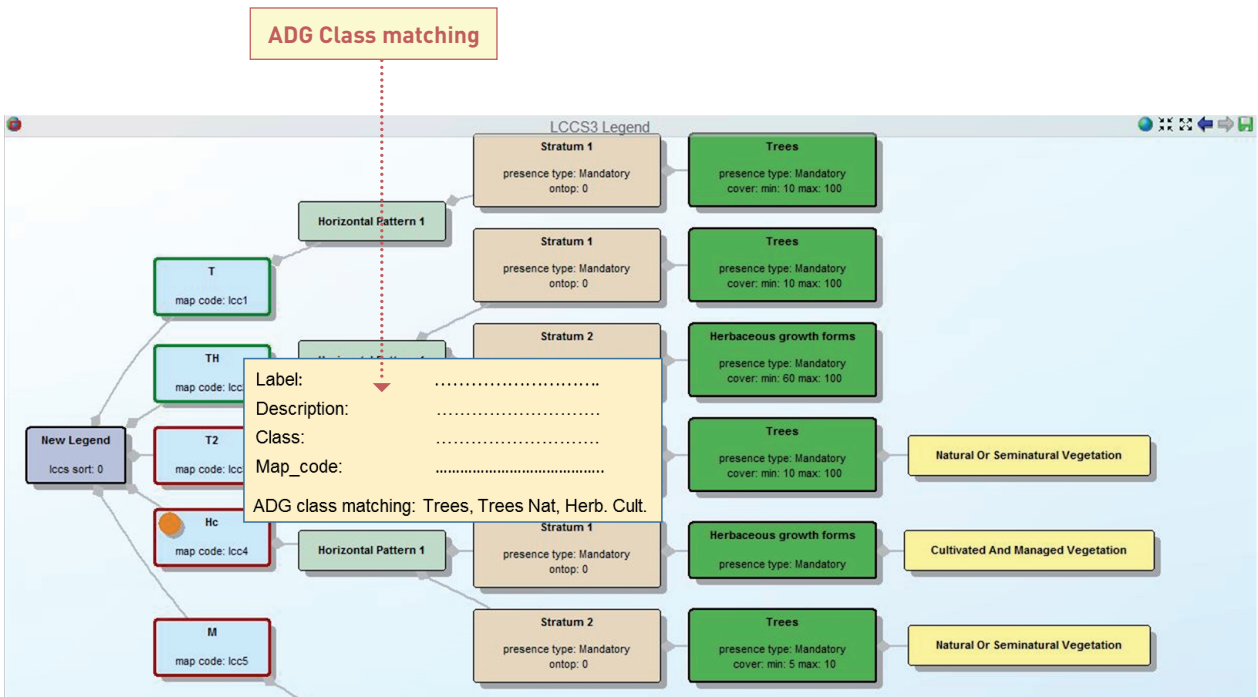 ADG Class matching
LCCS3 Legend
Stratum 1
presence type: Mandatory
ontop: 0
Trees
presence type: Mandatory
cover: min: 10 max: 100
Horizontal Pattern 1
Stratum 1
presence type: Mandatory
ontop: 0
Trees
presence type: Mandatory
cover: min: 10 max: 100
T
map code: lcc1
Stratum 2
Herbaceous growth forms
presence type: Mandatory
cover: min: 60 max: 100
TH
map code: lcc
Label: ...............................
Description: ...............................
Class: ...............................
Map_code: ...............................
ADG class matching: Trees, Trees Nat, Herb. Cult.
New Legend
lccs sort: 0
T2
map code: lcc
Trees
presence type: Mandatory
cover: min: 10 max: 100
Natural Or Seminatural Vegetation
Hc
map code: lcc4
Horizontal Pattern 1
Stratum 1
presence type: Mandatory
ontop: 0
Herbaceous growth forms
presence type: Mandatory
Cultivated And Managed Vegetation
M
map code: lcc5
Stratum 2
presence type: Mandatory
ontop: 0
Trees
presence type: Mandatory
cover: min: 5 max: 10
Natural Or Seminatural Vegetation